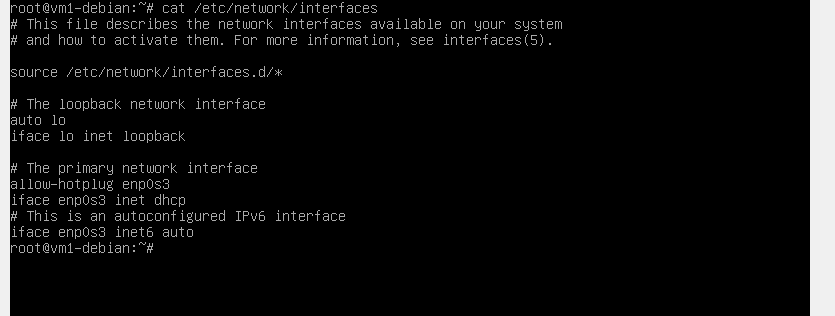 root@vm1-debian:~# cat /etc/network/interfaces
# This file describes the network interfaces available on your system
# and how to activate them. For more information, see interfaces(5).
source /etc/network/interfaces.d/*
# The loopback network interface
auto lo
iface lo inet loopback
# The primary network interface
allow-hotplug enp0s3
iface enp0s3 inet dhcp
# This is an autoconfigured IPv6 interface
iface enp0s3 inet6 auto
root@vm1-debian:~#